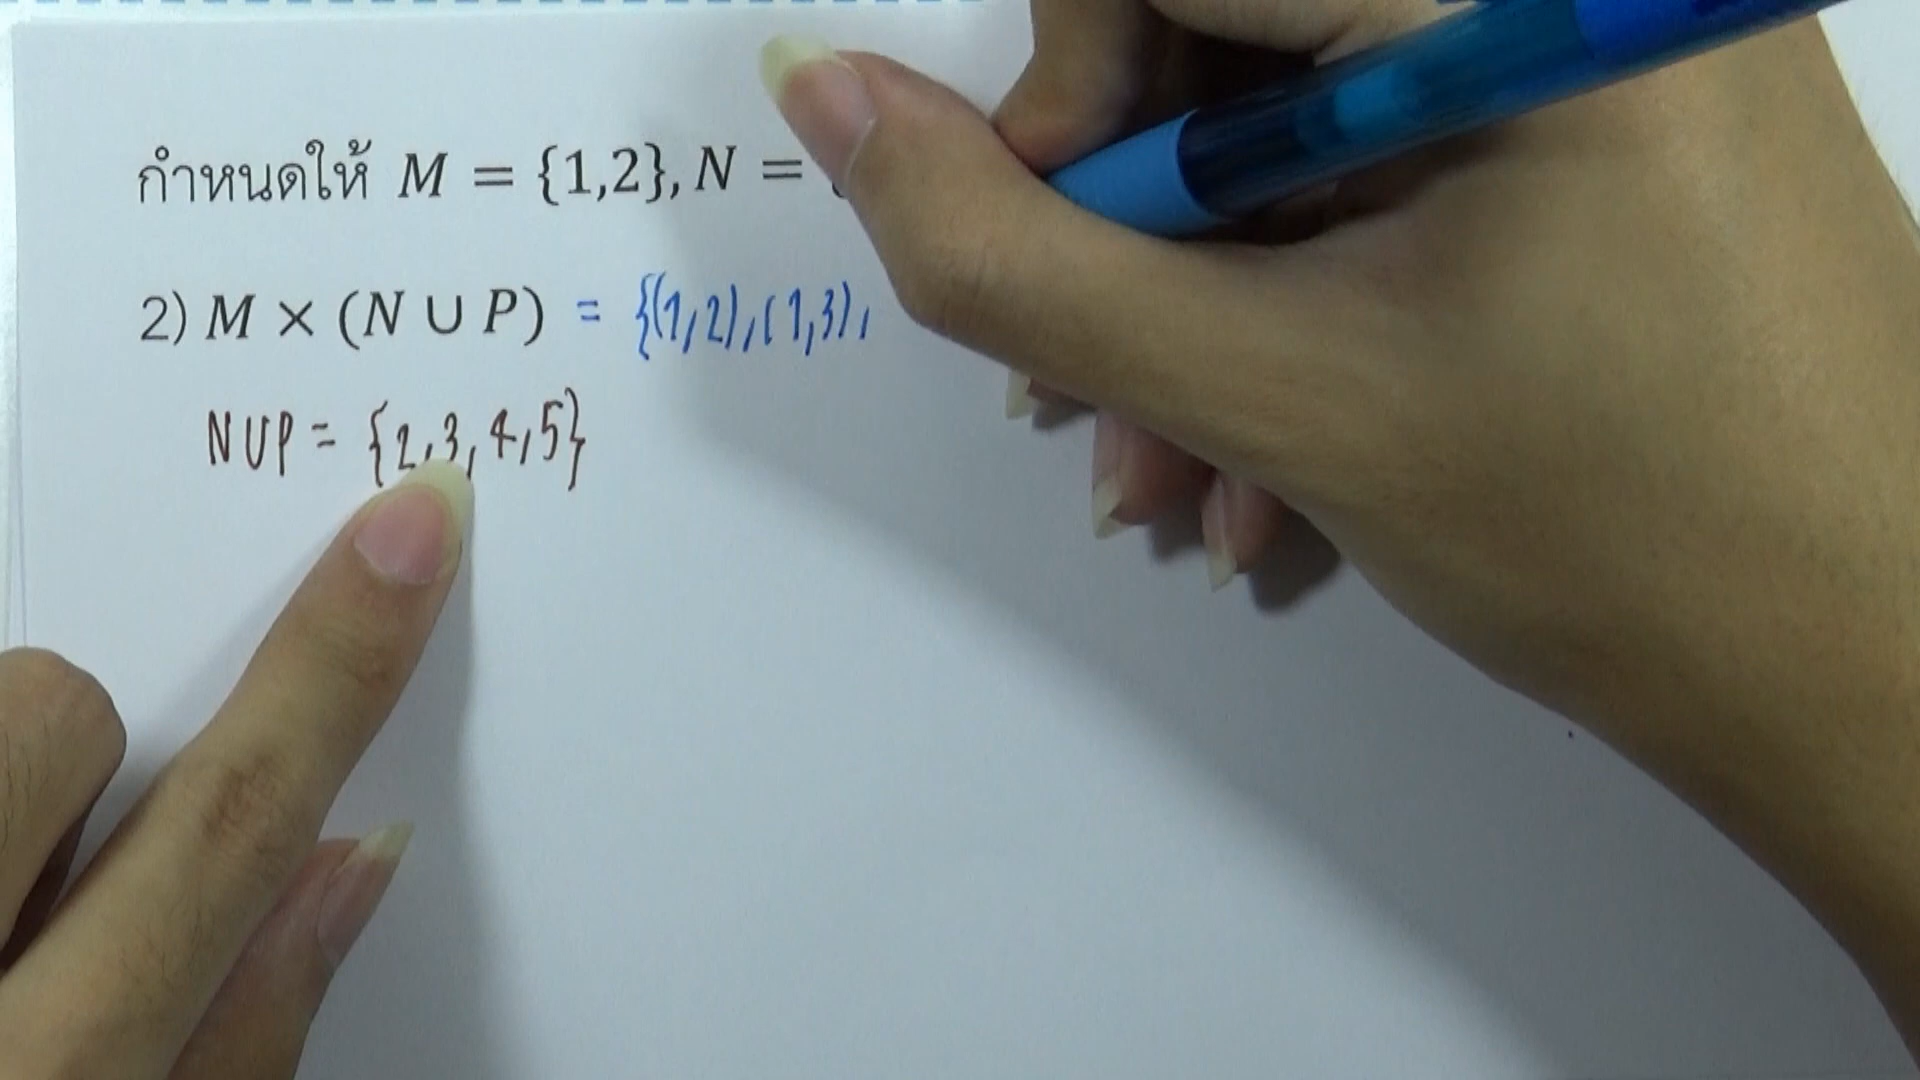 กำหนดให้ M = {1,2}, N =
2) M × (N ∪ P) = {(1,2),(1,3),
N∪P = {2,3,4,5}